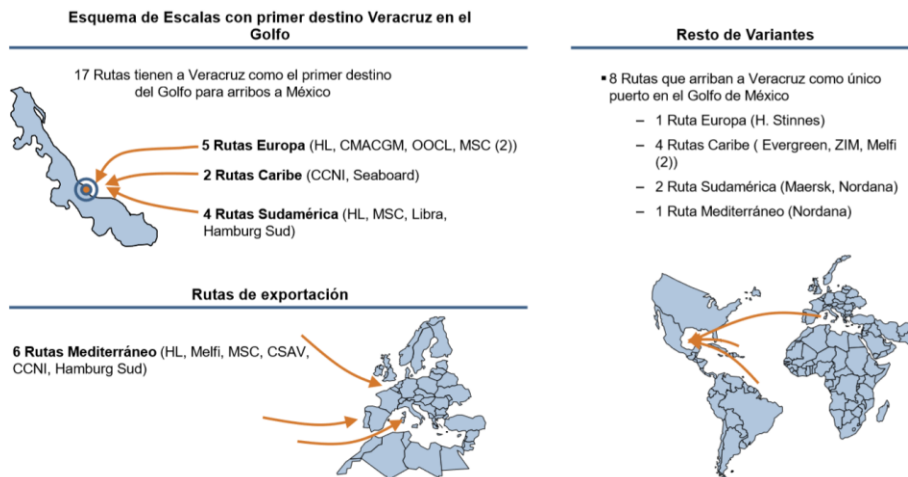 Esquema de Escalas con primer destino Veracruz en el
Golfo
17 Rutas tienen a Veracruz como el primer destino
del Golfo para arribos a México
5 Rutas Europa (HL, CMACGM, OOCL, MSC (2))
2 Rutas Caribe (CCNI, Seaboard)
4 Rutas Sudamérica (HL, MSC, Libra,
Hamburg Sud)
Rutas de exportación
6 Rutas Mediterráneo (HL, Melfi, MSC, CSAV,
CCNI, Hamburg Sud)
Resto de Variantes
▪ 8 Rutas que arriban a Veracruz como único
puerto en el Golfo de México
– 1 Ruta Europa (H. Stinnes)
– 4 Rutas Caribe ( Evergreen, ZIM, Melfi
(2))
– 2 Ruta Sudamérica (Maersk, Nordana)
– 1 Ruta Mediterráneo (Nordana)